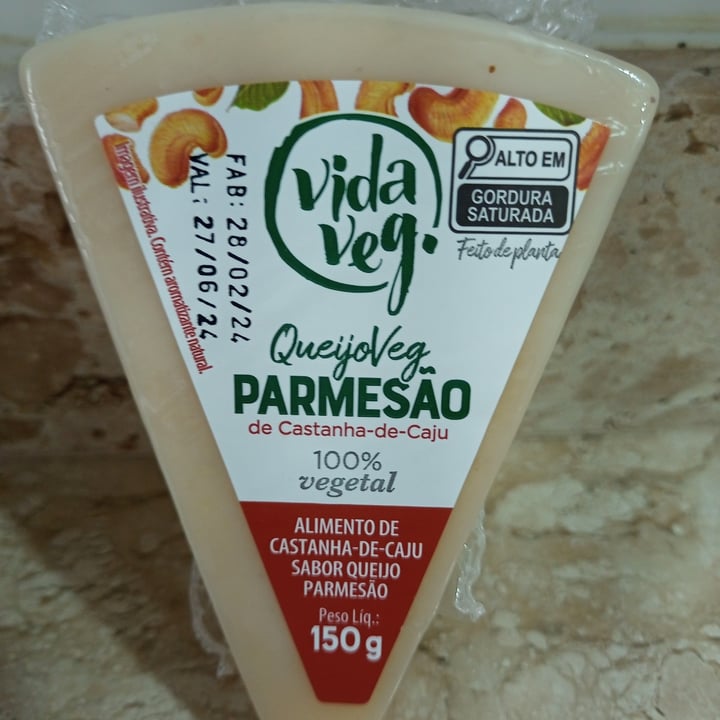 vida
veg.
ALTO EM
GORDURA
SATURADA
Feito de planta
FAB: 28/02/24
VAL: 27/06/24
Imagem ilustrativa. Contém aromatizante natural.
QueijoVeg
PARMESÃO
de Castanha-de-Caju
100%
vegetal
ALIMENTO DE
CASTANHA-DE-CAJU
SABOR QUEIJO
PARMESÃO
Peso Líq.:
150 g